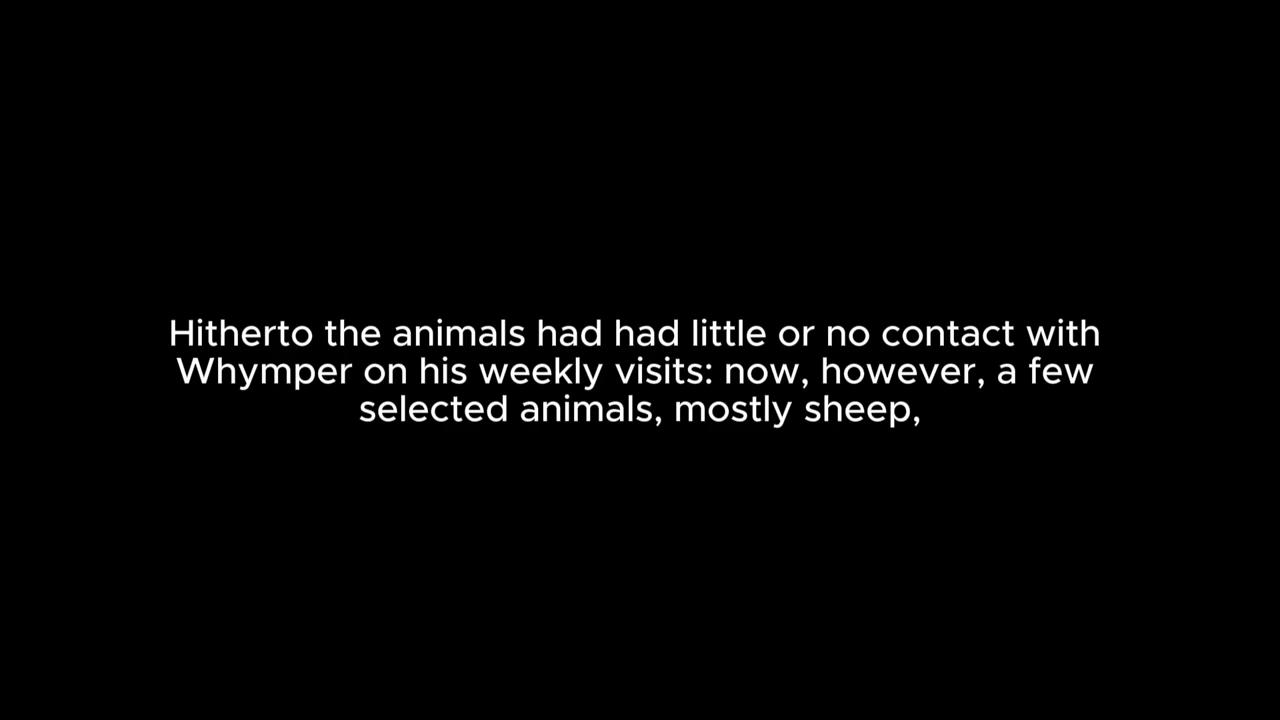 Hitherto the animals had had little or no contact with
Whymper on his weekly visits: now, however, a few
selected animals, mostly sheep,